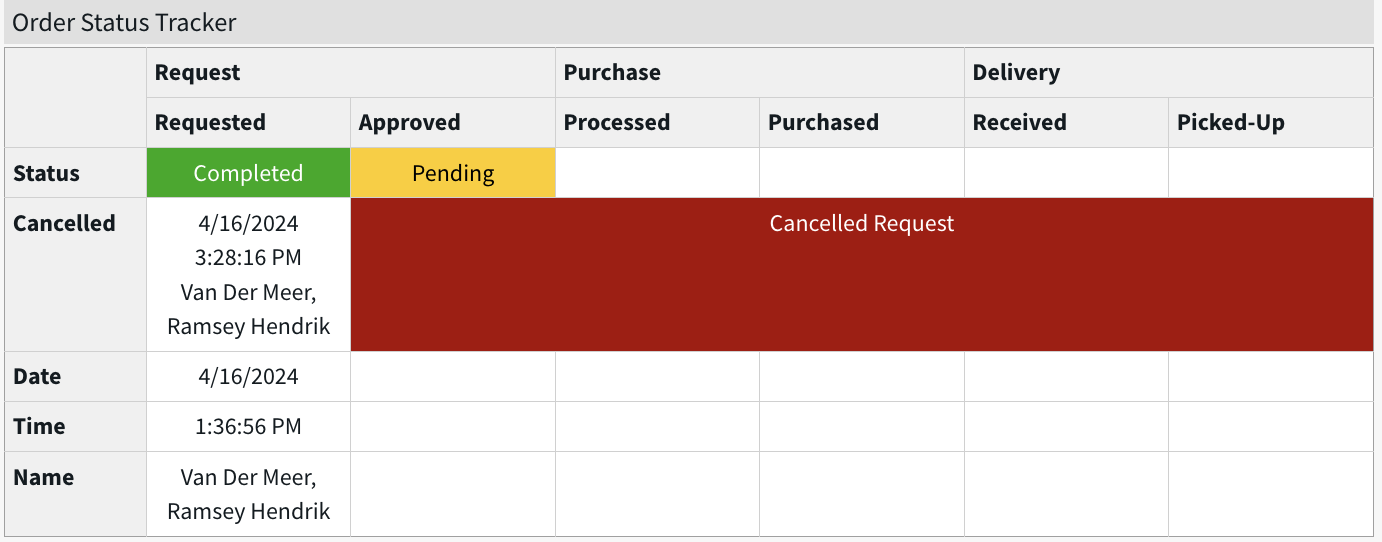 Order Status Tracker
Request Purchase Delivery
Requested Approved Processed Purchased Received Picked-Up
Status Completed Pending
Cancelled 4/16/2024 Cancelled Request
3:28:16 PM
Van Der Meer,
Ramsey Hendrik
Date 4/16/2024
Time 1:36:56 PM
Name Van Der Meer,
Ramsey Hendrik